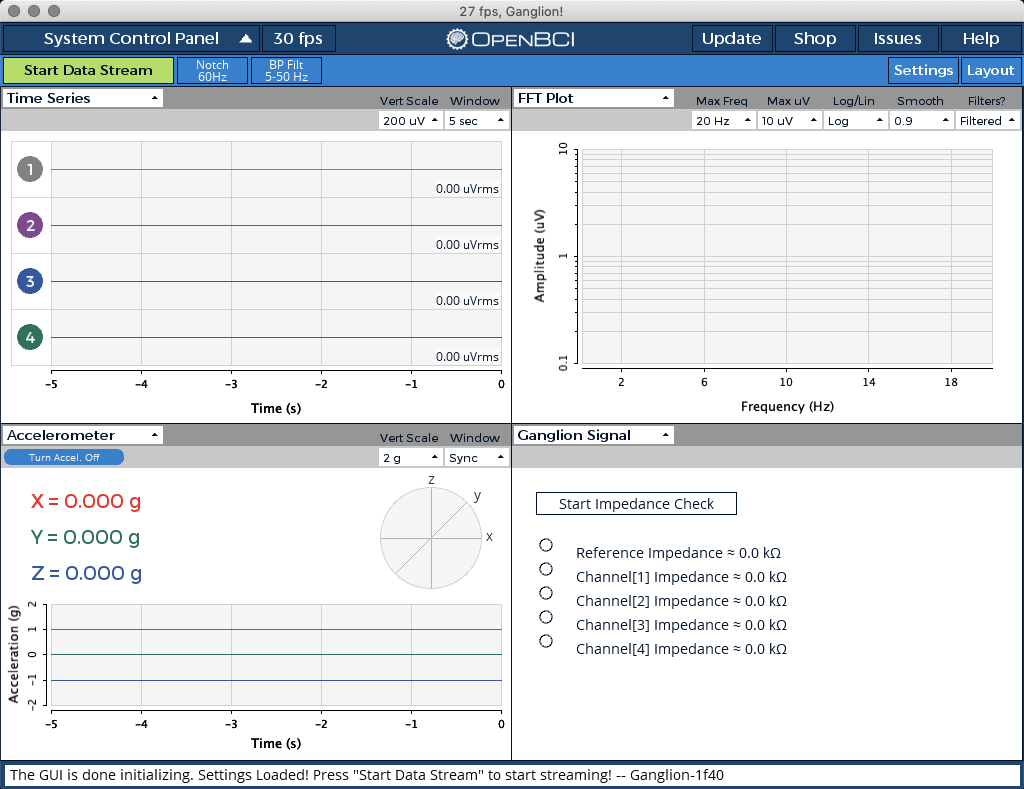 27 fps, Ganglion!
System Control Panel 30 fps OpenBCI Update Shop Issues Help
Start Data Stream Notch 60Hz BP Filt 5-50 Hz Settings Layout
Time Series
Vert Scale Window
200 uV 5 sec
1
0.00 uVrms
2
0.00 uVrms
3
0.00 uVrms
4
0.00 uVrms
-5 -4 -3 -2 -1 0
Time (s)
FFT Plot
Max Freq Max uV Log/Lin Smooth Filters?
20 Hz 10 uV Log 0.9 Filtered
Amplitude (uV)
10
1
0.1
2 6 10 14 18
Frequency (Hz)
Accelerometer
Vert Scale Window
Turn Accel. Off 2 g Sync
X = 0.000 g
Y = 0.000 g
Z = 0.000 g
z
y
x
Acceleration (g)
2
1
0
-1
-2
-5 -4 -3 -2 -1 0
Time (s)
Ganglion Signal
Start Impedance Check
Reference Impedance ≈ 0.0 kΩ
Channel[1] Impedance ≈ 0.0 kΩ
Channel[2] Impedance ≈ 0.0 kΩ
Channel[3] Impedance ≈ 0.0 kΩ
Channel[4] Impedance ≈ 0.0 kΩ
The GUI is done initializing. Settings Loaded! Press "Start Data Stream" to start streaming! -- Ganglion-1f40